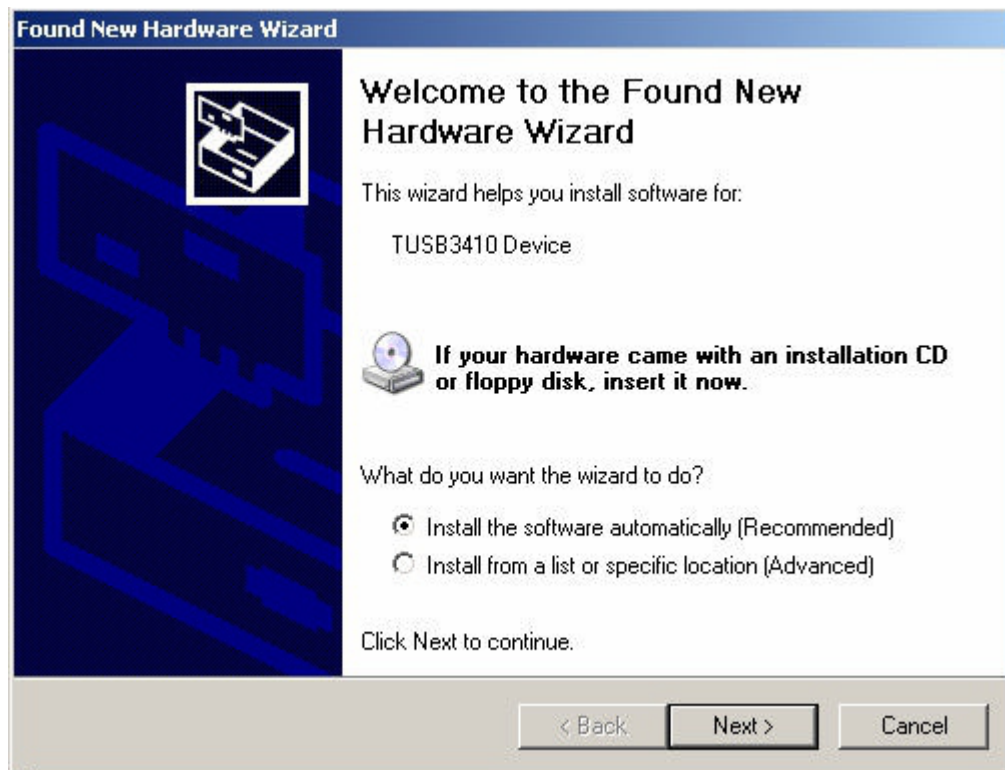 Found New Hardware Wizard
Welcome to the Found New
Hardware Wizard
This wizard helps you install software for:
TUSB3410 Device
If your hardware came with an installation CD
or floppy disk, insert it now.
What do you want the wizard to do?
Install the software automatically (Recommended)
Install from a list or specific location (Advanced)
Click Next to continue.
< Back Next > Cancel